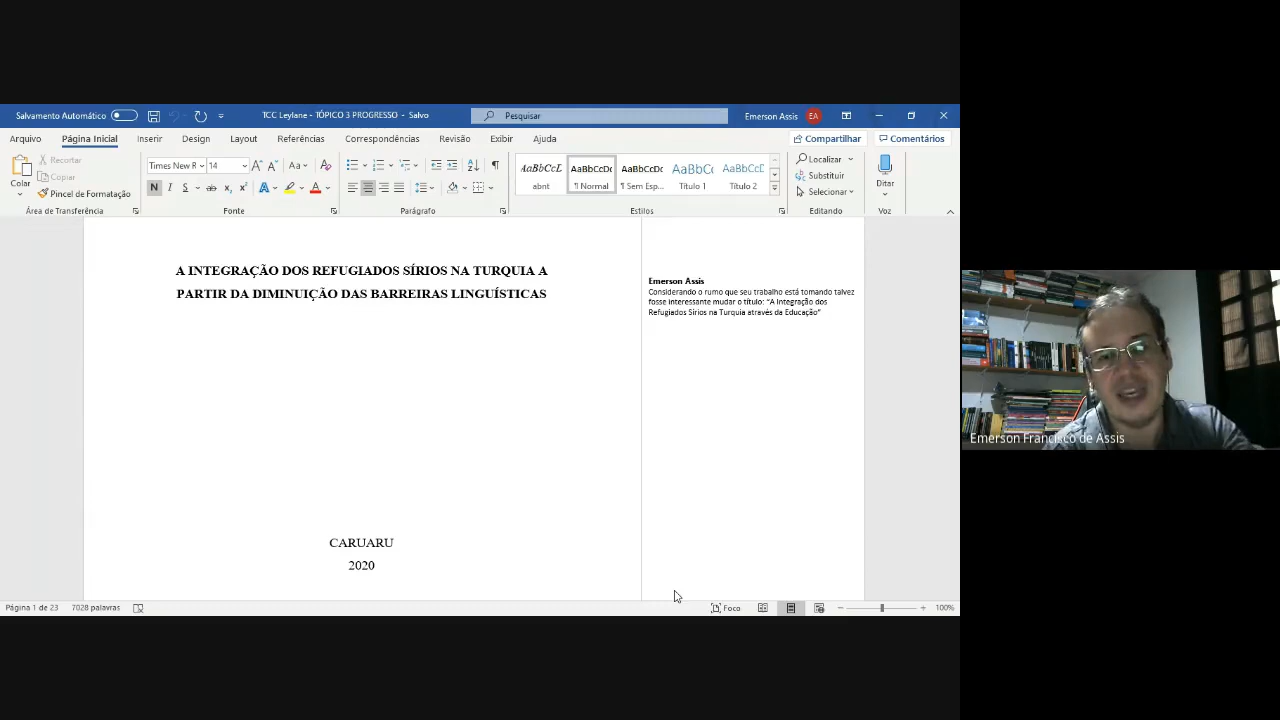 Salvamento Automático
TCC Leylane - TÓPICO 3 PROGRESSO - Salvo
Pesquisar
Emerson Assis
EA
Arquivo
Página Inicial
Inserir
Design
Layout
Referências
Correspondências
Revisão
Exibir
Ajuda
Compartilhar
Comentários
Colar
Recortar
Copiar
Pincel de Formatação
Área de Transferência
Times New R
14
Fonte
Parágrafo
AaBbCcL
abnt
AaBbCcDc
¶ Normal
AaBbCcDc
¶ Sem Esp...
AaBbCc
Título 1
AaBbCcD
Título 2
Estilos
Localizar
Substituir
Selecionar
Editando
Ditar
Voz
A INTEGRAÇÃO DOS REFUGIADOS SÍRIOS NA TURQUIA A
PARTIR DA DIMINUIÇÃO DAS BARREIRAS LINGUÍSTICAS
Emerson Assis
Considerando o rumo que seu trabalho está tomando talvez
fosse interessante mudar o título: "A Integração dos
Refugiados Sírios na Turquia através da Educação"
CARUARU
2020
Página 1 de 23
7028 palavras
Foco
100%
Emerson Francisco de Assis